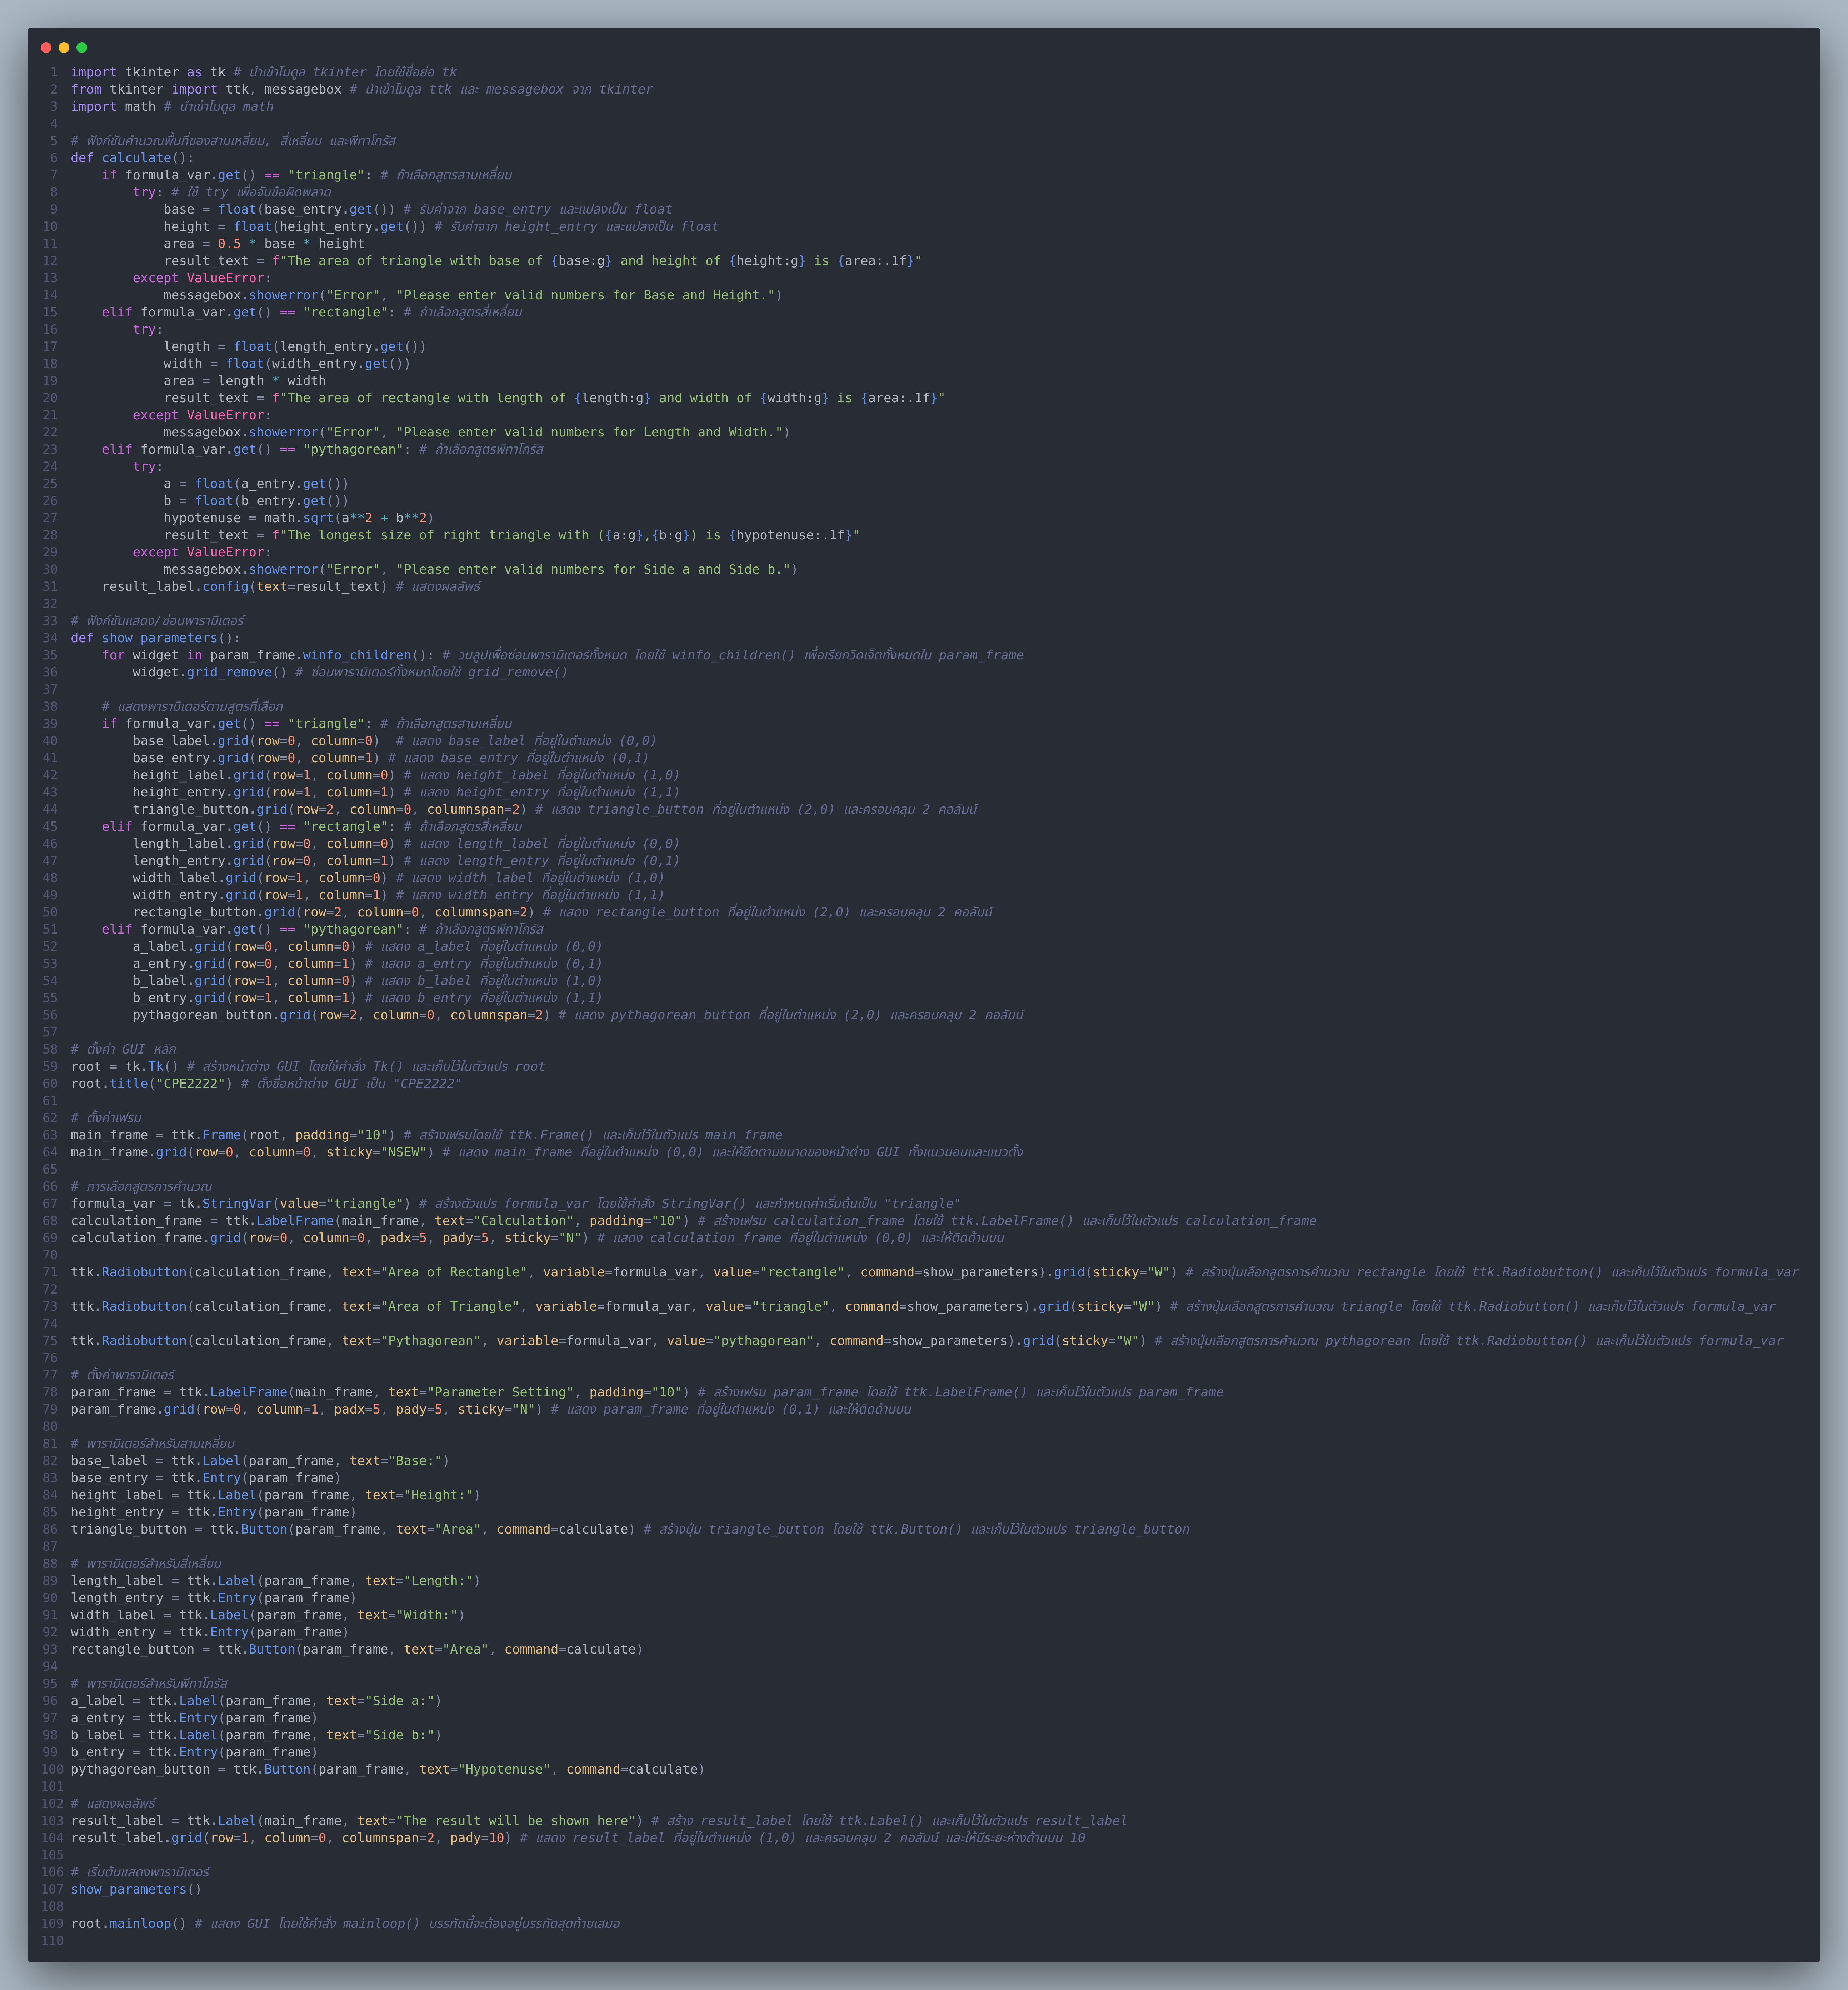 1 import tkinter as tk # นำเข้าโมดูล tkinter โดยใช้ชื่อย่อ tk
2 from tkinter import ttk, messagebox # นำเข้าโมดูล ttk และ messagebox จาก tkinter
3 import math # นำเข้าโมดูล math
4
5 # ฟังก์ชันคำนวณพื้นที่ของสามเหลี่ยม, สี่เหลี่ยม และพีทาโกรัส
6 def calculate():
7     if formula_var.get() == "triangle": # ถ้าเลือกสูตรสามเหลี่ยม
8         try: # ใช้ try เพื่อจับข้อผิดพลาด
9             base = float(base_entry.get()) # รับค่าจาก base_entry และแปลงเป็น float
10             height = float(height_entry.get()) # รับค่าจาก height_entry และแปลงเป็น float
11             area = 0.5 * base * height
12             result_text = f"The area of triangle with base of {base:g} and height of {height:g} is {area:.1f}"
13         except ValueError:
14             messagebox.showerror("Error", "Please enter valid numbers for Base and Height.")
15     elif formula_var.get() == "rectangle": # ถ้าเลือกสูตรสี่เหลี่ยม
16         try:
17             length = float(length_entry.get())
18             width = float(width_entry.get())
19             area = length * width
20             result_text = f"The area of rectangle with length of {length:g} and width of {width:g} is {area:.1f}"
21         except ValueError:
22             messagebox.showerror("Error", "Please enter valid numbers for Length and Width.")
23     elif formula_var.get() == "pythagorean": # ถ้าเลือกสูตรพีทาโกรัส
24         try:
25             a = float(a_entry.get())
26             b = float(b_entry.get())
27             hypotenuse = math.sqrt(a**2 + b**2)
28             result_text = f"The longest size of right triangle with ({a:g},{b:g}) is {hypotenuse:.1f}"
29         except ValueError:
30             messagebox.showerror("Error", "Please enter valid numbers for Side a and Side b.")
31     result_label.config(text=result_text) # แสดงผลลัพธ์
32
33 # ฟังก์ชันแสดง/ซ่อนพารามิเตอร์
34 def show_parameters():
35     for widget in param_frame.winfo_children(): # วนลูปเพื่อซ่อนพารามิเตอร์ทั้งหมด โดยใช้ winfo_children() เพื่อเรียกวิดเจ็ตทั้งหมดใน param_frame
36         widget.grid_remove() # ซ่อนพารามิเตอร์ทั้งหมดโดยใช้ grid_remove()
37
38     # แสดงพารามิเตอร์ตามสูตรที่เลือก
39     if formula_var.get() == "triangle": # ถ้าเลือกสูตรสามเหลี่ยม
40         base_label.grid(row=0, column=0)  # แสดง base_label ที่อยู่ในตำแหน่ง (0,0)
41         base_entry.grid(row=0, column=1) # แสดง base_entry ที่อยู่ในตำแหน่ง (0,1)
42         height_label.grid(row=1, column=0) # แสดง height_label ที่อยู่ในตำแหน่ง (1,0)
43         height_entry.grid(row=1, column=1) # แสดง height_entry ที่อยู่ในตำแหน่ง (1,1)
44         triangle_button.grid(row=2, column=0, columnspan=2) # แสดง triangle_button ที่อยู่ในตำแหน่ง (2,0) และครอบคลุม 2 คอลัมน์
45     elif formula_var.get() == "rectangle": # ถ้าเลือกสูตรสี่เหลี่ยม
46         length_label.grid(row=0, column=0) # แสดง length_label ที่อยู่ในตำแหน่ง (0,0)
47         length_entry.grid(row=0, column=1) # แสดง length_entry ที่อยู่ในตำแหน่ง (0,1)
48         width_label.grid(row=1, column=0) # แสดง width_label ที่อยู่ในตำแหน่ง (1,0)
49         width_entry.grid(row=1, column=1) # แสดง width_entry ที่อยู่ในตำแหน่ง (1,1)
50         rectangle_button.grid(row=2, column=0, columnspan=2) # แสดง rectangle_button ที่อยู่ในตำแหน่ง (2,0) และครอบคลุม 2 คอลัมน์
51     elif formula_var.get() == "pythagorean": # ถ้าเลือกสูตรพีทาโกรัส
52         a_label.grid(row=0, column=0) # แสดง a_label ที่อยู่ในตำแหน่ง (0,0)
53         a_entry.grid(row=0, column=1) # แสดง a_entry ที่อยู่ในตำแหน่ง (0,1)
54         b_label.grid(row=1, column=0) # แสดง b_label ที่อยู่ในตำแหน่ง (1,0)
55         b_entry.grid(row=1, column=1) # แสดง b_entry ที่อยู่ในตำแหน่ง (1,1)
56         pythagorean_button.grid(row=2, column=0, columnspan=2) # แสดง pythagorean_button ที่อยู่ในตำแหน่ง (2,0) และครอบคลุม 2 คอลัมน์
57
58 # ตั้งค่า GUI หลัก
59 root = tk.Tk() # สร้างหน้าต่าง GUI โดยใช้คำสั่ง Tk() และเก็บไว้ในตัวแปร root
60 root.title("CPE2222") # ตั้งชื่อหน้าต่าง GUI เป็น "CPE2222"
61
62 # ตั้งค่าเฟรม
63 main_frame = ttk.Frame(root, padding="10") # สร้างเฟรมโดยใช้ ttk.Frame() และเก็บไว้ในตัวแปร main_frame
64 main_frame.grid(row=0, column=0, sticky="NSEW") # แสดง main_frame ที่อยู่ในตำแหน่ง (0,0) และให้ยืดตามขนาดของหน้าต่าง GUI ทั้งแนวนอนและแนวตั้ง
65
66 # การเลือกสูตรการคำนวณ
67 formula_var = tk.StringVar(value="triangle") # สร้างตัวแปร formula_var โดยใช้คำสั่ง StringVar() และกำหนดค่าเริ่มต้นเป็น "triangle"
68 calculation_frame = ttk.LabelFrame(main_frame, text="Calculation", padding="10") # สร้างเฟรม calculation_frame โดยใช้ ttk.LabelFrame() และเก็บไว้ในตัวแปร calculation_frame
69 calculation_frame.grid(row=0, column=0, padx=5, pady=5, sticky="N") # แสดง calculation_frame ที่อยู่ในตำแหน่ง (0,0) และให้ติดด้านบน
70
71 ttk.Radiobutton(calculation_frame, text="Area of Rectangle", variable=formula_var, value="rectangle", command=show_parameters).grid(sticky="W") # สร้างปุ่มเลือกสูตรการคำนวณ rectangle โดยใช้ ttk.Radiobutton() และเก็บไว้ในตัวแปร formula_var
72
73 ttk.Radiobutton(calculation_frame, text="Area of Triangle", variable=formula_var, value="triangle", command=show_parameters).grid(sticky="W") # สร้างปุ่มเลือกสูตรการคำนวณ triangle โดยใช้ ttk.Radiobutton() และเก็บไว้ในตัวแปร formula_var
74
75 ttk.Radiobutton(calculation_frame, text="Pythagorean", variable=formula_var, value="pythagorean", command=show_parameters).grid(sticky="W") # สร้างปุ่มเลือกสูตรการคำนวณ pythagorean โดยใช้ ttk.Radiobutton() และเก็บไว้ในตัวแปร formula_var
76
77 # ตั้งค่าพารามิเตอร์
78 param_frame = ttk.LabelFrame(main_frame, text="Parameter Setting", padding="10") # สร้างเฟรม param_frame โดยใช้ ttk.LabelFrame() และเก็บไว้ในตัวแปร param_frame
79 param_frame.grid(row=0, column=1, padx=5, pady=5, sticky="N") # แสดง param_frame ที่อยู่ในตำแหน่ง (0,1) และให้ติดด้านบน
80
81 # พารามิเตอร์สำหรับสามเหลี่ยม
82 base_label = ttk.Label(param_frame, text="Base:")
83 base_entry = ttk.Entry(param_frame)
84 height_label = ttk.Label(param_frame, text="Height:")
85 height_entry = ttk.Entry(param_frame)
86 triangle_button = ttk.Button(param_frame, text="Area", command=calculate) # สร้างปุ่ม triangle_button โดยใช้ ttk.Button() และเก็บไว้ในตัวแปร triangle_button
87
88 # พารามิเตอร์สำหรับสี่เหลี่ยม
89 length_label = ttk.Label(param_frame, text="Length:")
90 length_entry = ttk.Entry(param_frame)
91 width_label = ttk.Label(param_frame, text="Width:")
92 width_entry = ttk.Entry(param_frame)
93 rectangle_button = ttk.Button(param_frame, text="Area", command=calculate)
94
95 # พารามิเตอร์สำหรับพีทาโกรัส
96 a_label = ttk.Label(param_frame, text="Side a:")
97 a_entry = ttk.Entry(param_frame)
98 b_label = ttk.Label(param_frame, text="Side b:")
99 b_entry = ttk.Entry(param_frame)
100 pythagorean_button = ttk.Button(param_frame, text="Hypotenuse", command=calculate)
101
102 # แสดงผลลัพธ์
103 result_label = ttk.Label(main_frame, text="The result will be shown here") # สร้าง result_label โดยใช้ ttk.Label() และเก็บไว้ในตัวแปร result_label
104 result_label.grid(row=1, column=0, columnspan=2, pady=10) # แสดง result_label ที่อยู่ในตำแหน่ง (1,0) และครอบคลุม 2 คอลัมน์ และให้มีระยะห่างด้านบน 10
105
106 # เริ่มต้นแสดงพารามิเตอร์
107 show_parameters()
108
109 root.mainloop() # แสดง GUI โดยใช้คำสั่ง mainloop() บรรทัดนี้จะต้องอยู่บรรทัดสุดท้ายเสมอ
110